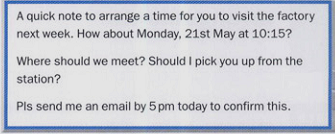 A quick note to arrange a time for you to visit the factory
next week. How about Monday, 21st May at 10:15?
Where should we meet? Should I pick you up from the
station?
Pls send me an email by 5 pm today to confirm this.